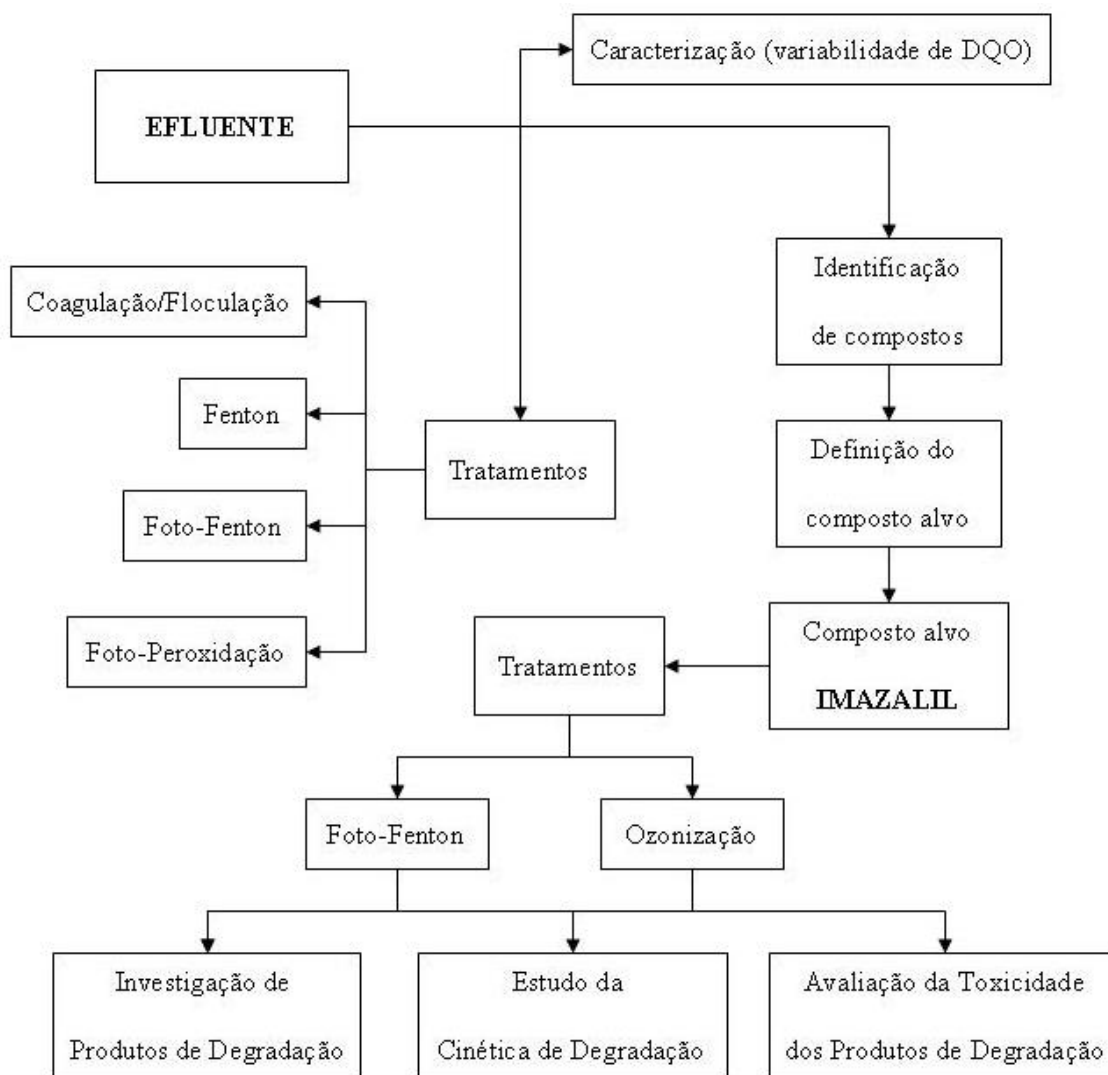 Caracterização (variabilidade de DQO)
EFLUENTE
Identificação
de compostos
Coagulação/Floculação
Fenton
Tratamentos
Definição do
composto alvo
Foto-Fenton
Foto-Peroxidação
Tratamentos
Composto alvo
IMAZALIL
Foto-Fenton
Ozonização
Investigação de
Produtos de Degradação
Estudo da
Cinética de Degradação
Avaliação da Toxicidade
dos Produtos de Degradação